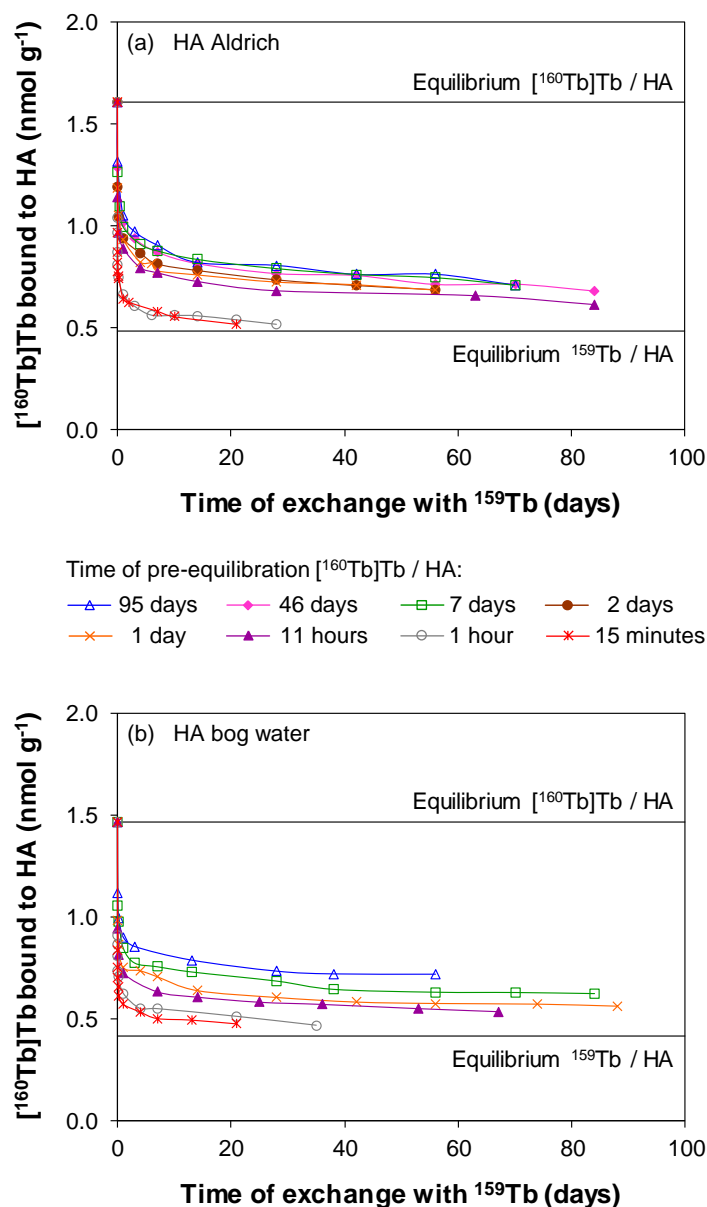 2.0
(a) HA Aldrich
Equilibrium [¹⁶⁰Tb]Tb / HA
1.5
1.0
0.5
Equilibrium ¹⁵⁹Tb / HA
0.0
0 20 40 60 80 100
[¹⁶⁰Tb]Tb bound to HA (nmol g⁻¹)
Time of exchange with ¹⁵⁹Tb (days)
Time of pre-equilibration [¹⁶⁰Tb]Tb / HA:
95 days 46 days 7 days 2 days
1 day 11 hours 1 hour 15 minutes
2.0
(b) HA bog water
Equilibrium [¹⁶⁰Tb]Tb / HA
1.5
1.0
0.5
Equilibrium ¹⁵⁹Tb / HA
0.0
0 20 40 60 80 100
[¹⁶⁰Tb]Tb bound to HA (nmol g⁻¹)
Time of exchange with ¹⁵⁹Tb (days)